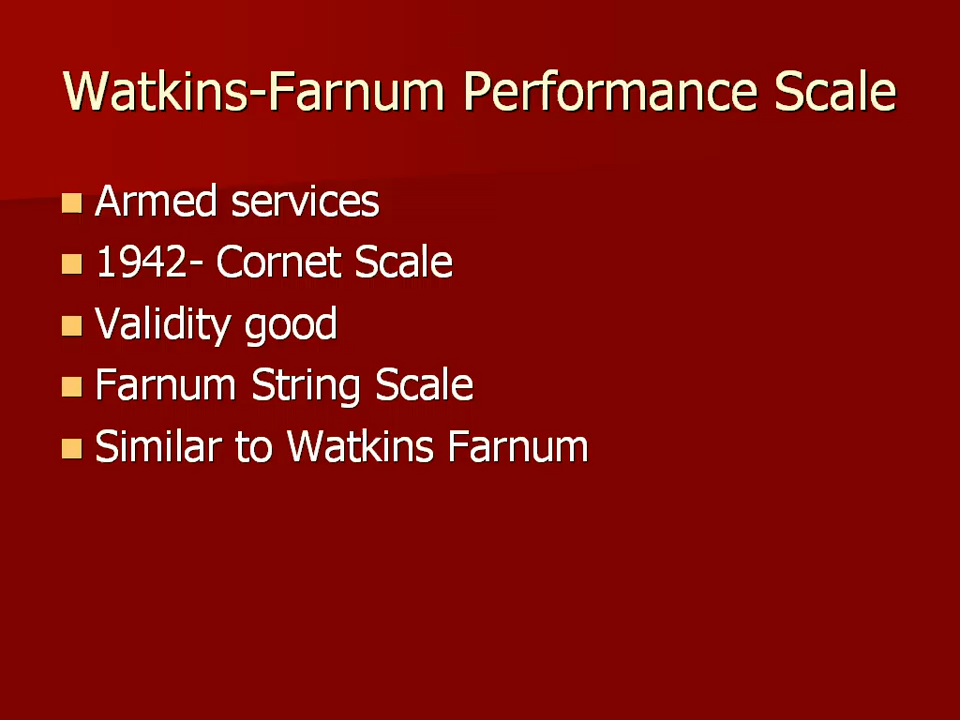 Watkins-Farnum Performance Scale
Armed services
1942- Cornet Scale
Validity good
Farnum String Scale
Similar to Watkins Farnum